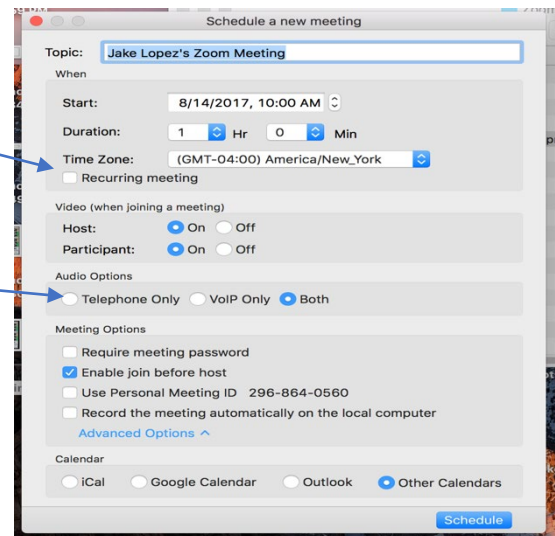 Schedule a new meeting
Topic: Jake Lopez's Zoom Meeting
When
Start: 8/14/2017, 10:00 AM
Duration: 1 Hr 0 Min
Time Zone: (GMT-04:00) America/New_York
Recurring meeting
Video (when joining a meeting)
Host: On Off
Participant: On Off
Audio Options
Telephone Only VoIP Only Both
Meeting Options
Require meeting password
Enable join before host
Use Personal Meeting ID 296-864-0560
Record the meeting automatically on the local computer
Advanced Options ^
Calendar
iCal Google Calendar Outlook Other Calendars
Schedule